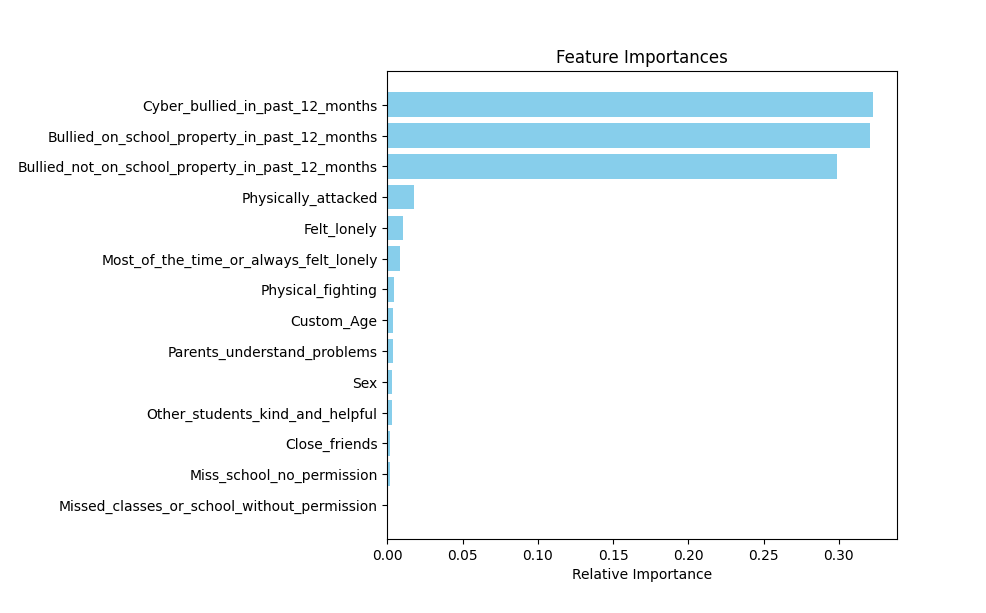 Feature Importances
Cyber_bullied_in_past_12_months
Bullied_on_school_property_in_past_12_months
Bullied_not_on_school_property_in_past_12_months
Physically_attacked
Felt_lonely
Most_of_the_time_or_always_felt_lonely
Physical_fighting
Custom_Age
Parents_understand_problems
Sex
Other_students_kind_and_helpful
Close_friends
Miss_school_no_permission
Missed_classes_or_school_without_permission
0.00 0.05 0.10 0.15 0.20 0.25 0.30
Relative Importance